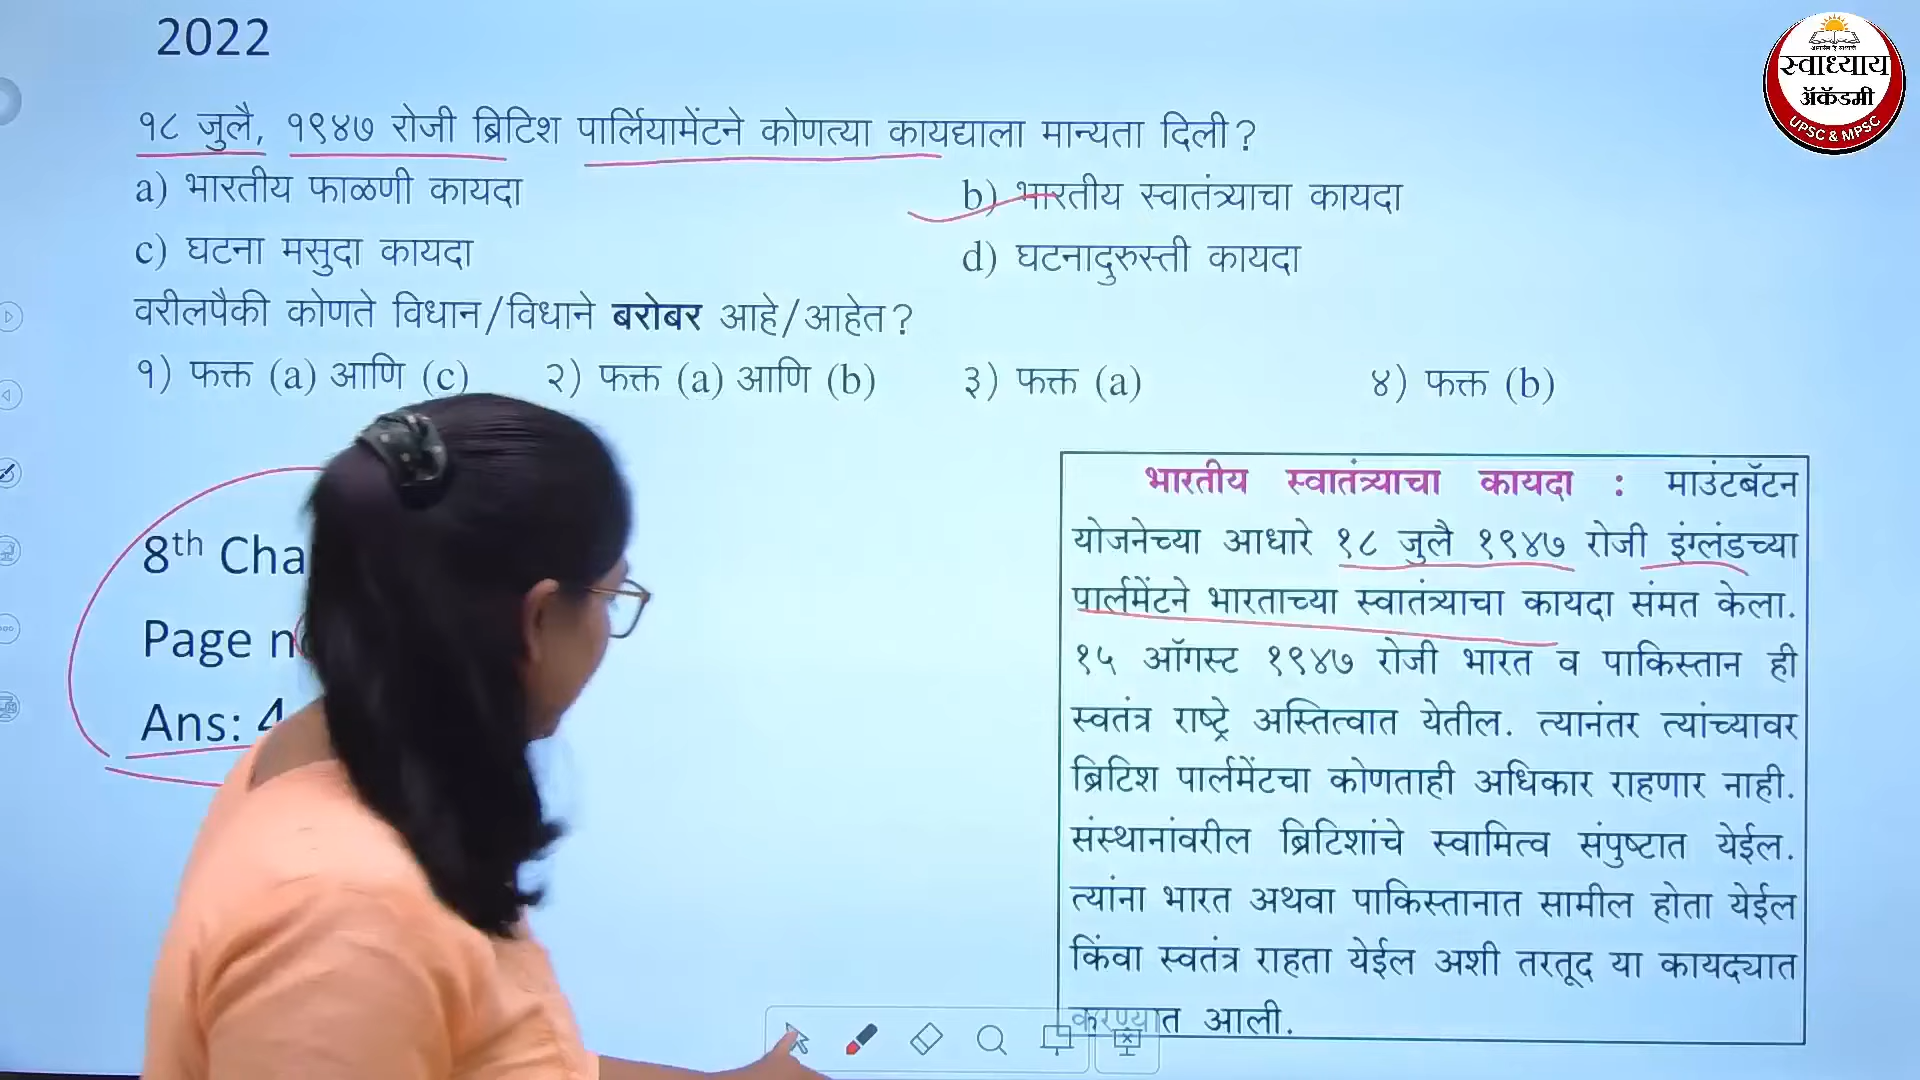 2022
स्वाध्याय
ॲकॅडमी
UPSC & MPSC
१८ जुलै, १९४७ रोजी ब्रिटिश पार्लियामेंटने कोणत्या कायद्याला मान्यता दिली?
a) भारतीय फाळणी कायदा b) भारतीय स्वातंत्र्याचा कायदा
c) घटना मसुदा कायदा d) घटनादुरुस्ती कायदा
वरीलपैकी कोणते विधान/विधाने बरोबर आहे/आहेत?
१) फक्त (a) आणि (c) २) फक्त (a) आणि (b) ३) फक्त (a) ४) फक्त (b)
8th Cha
Page n
Ans: 4
भारतीय स्वातंत्र्याचा कायदा : माउंटबॅटन
योजनेच्या आधारे १८ जुलै १९४७ रोजी इंग्लंडच्या
पार्लमेंटने भारताच्या स्वातंत्र्याचा कायदा संमत केला.
१५ ऑगस्ट १९४७ रोजी भारत व पाकिस्तान ही
स्वतंत्र राष्ट्रे अस्तित्वात येतील. त्यानंतर त्यांच्यावर
ब्रिटिश पार्लमेंटचा कोणताही अधिकार राहणार नाही.
संस्थानांवरील ब्रिटिशांचे स्वामित्व संपुष्टात येईल.
त्यांना भारत अथवा पाकिस्तानात सामील होता येईल
किंवा स्वतंत्र राहता येईल अशी तरतूद या कायद्यात
करण्यात आली.